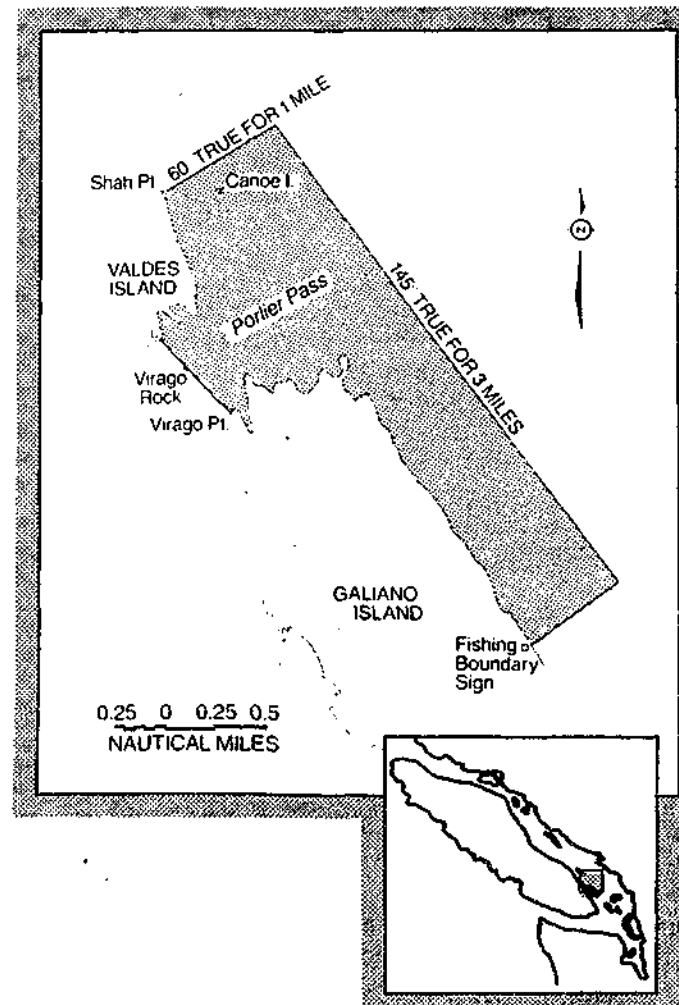 60 TRUE FOR 1 MILE
Shah Pt.
Canoe I.
VALDES
ISLAND
Porlier Pass
145° TRUE FOR 3 MILES
Virago
Rock
Virago Pt.
GALIANO
ISLAND
Fishing
Boundary
Sign
0.25 0 0.25 0.5
NAUTICAL MILES
N